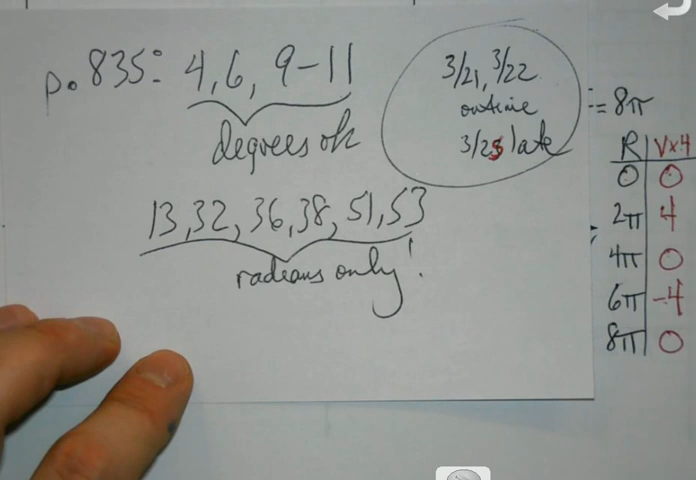 p. 835: 4, 6, 9-11
degrees ok
13, 32, 36, 38, 51, 53
radians only!
3/21, 3/22
ontime
3/23 late
= 8π
R V×4
0 0
2π 4
4π 0
6π -4
8π 0